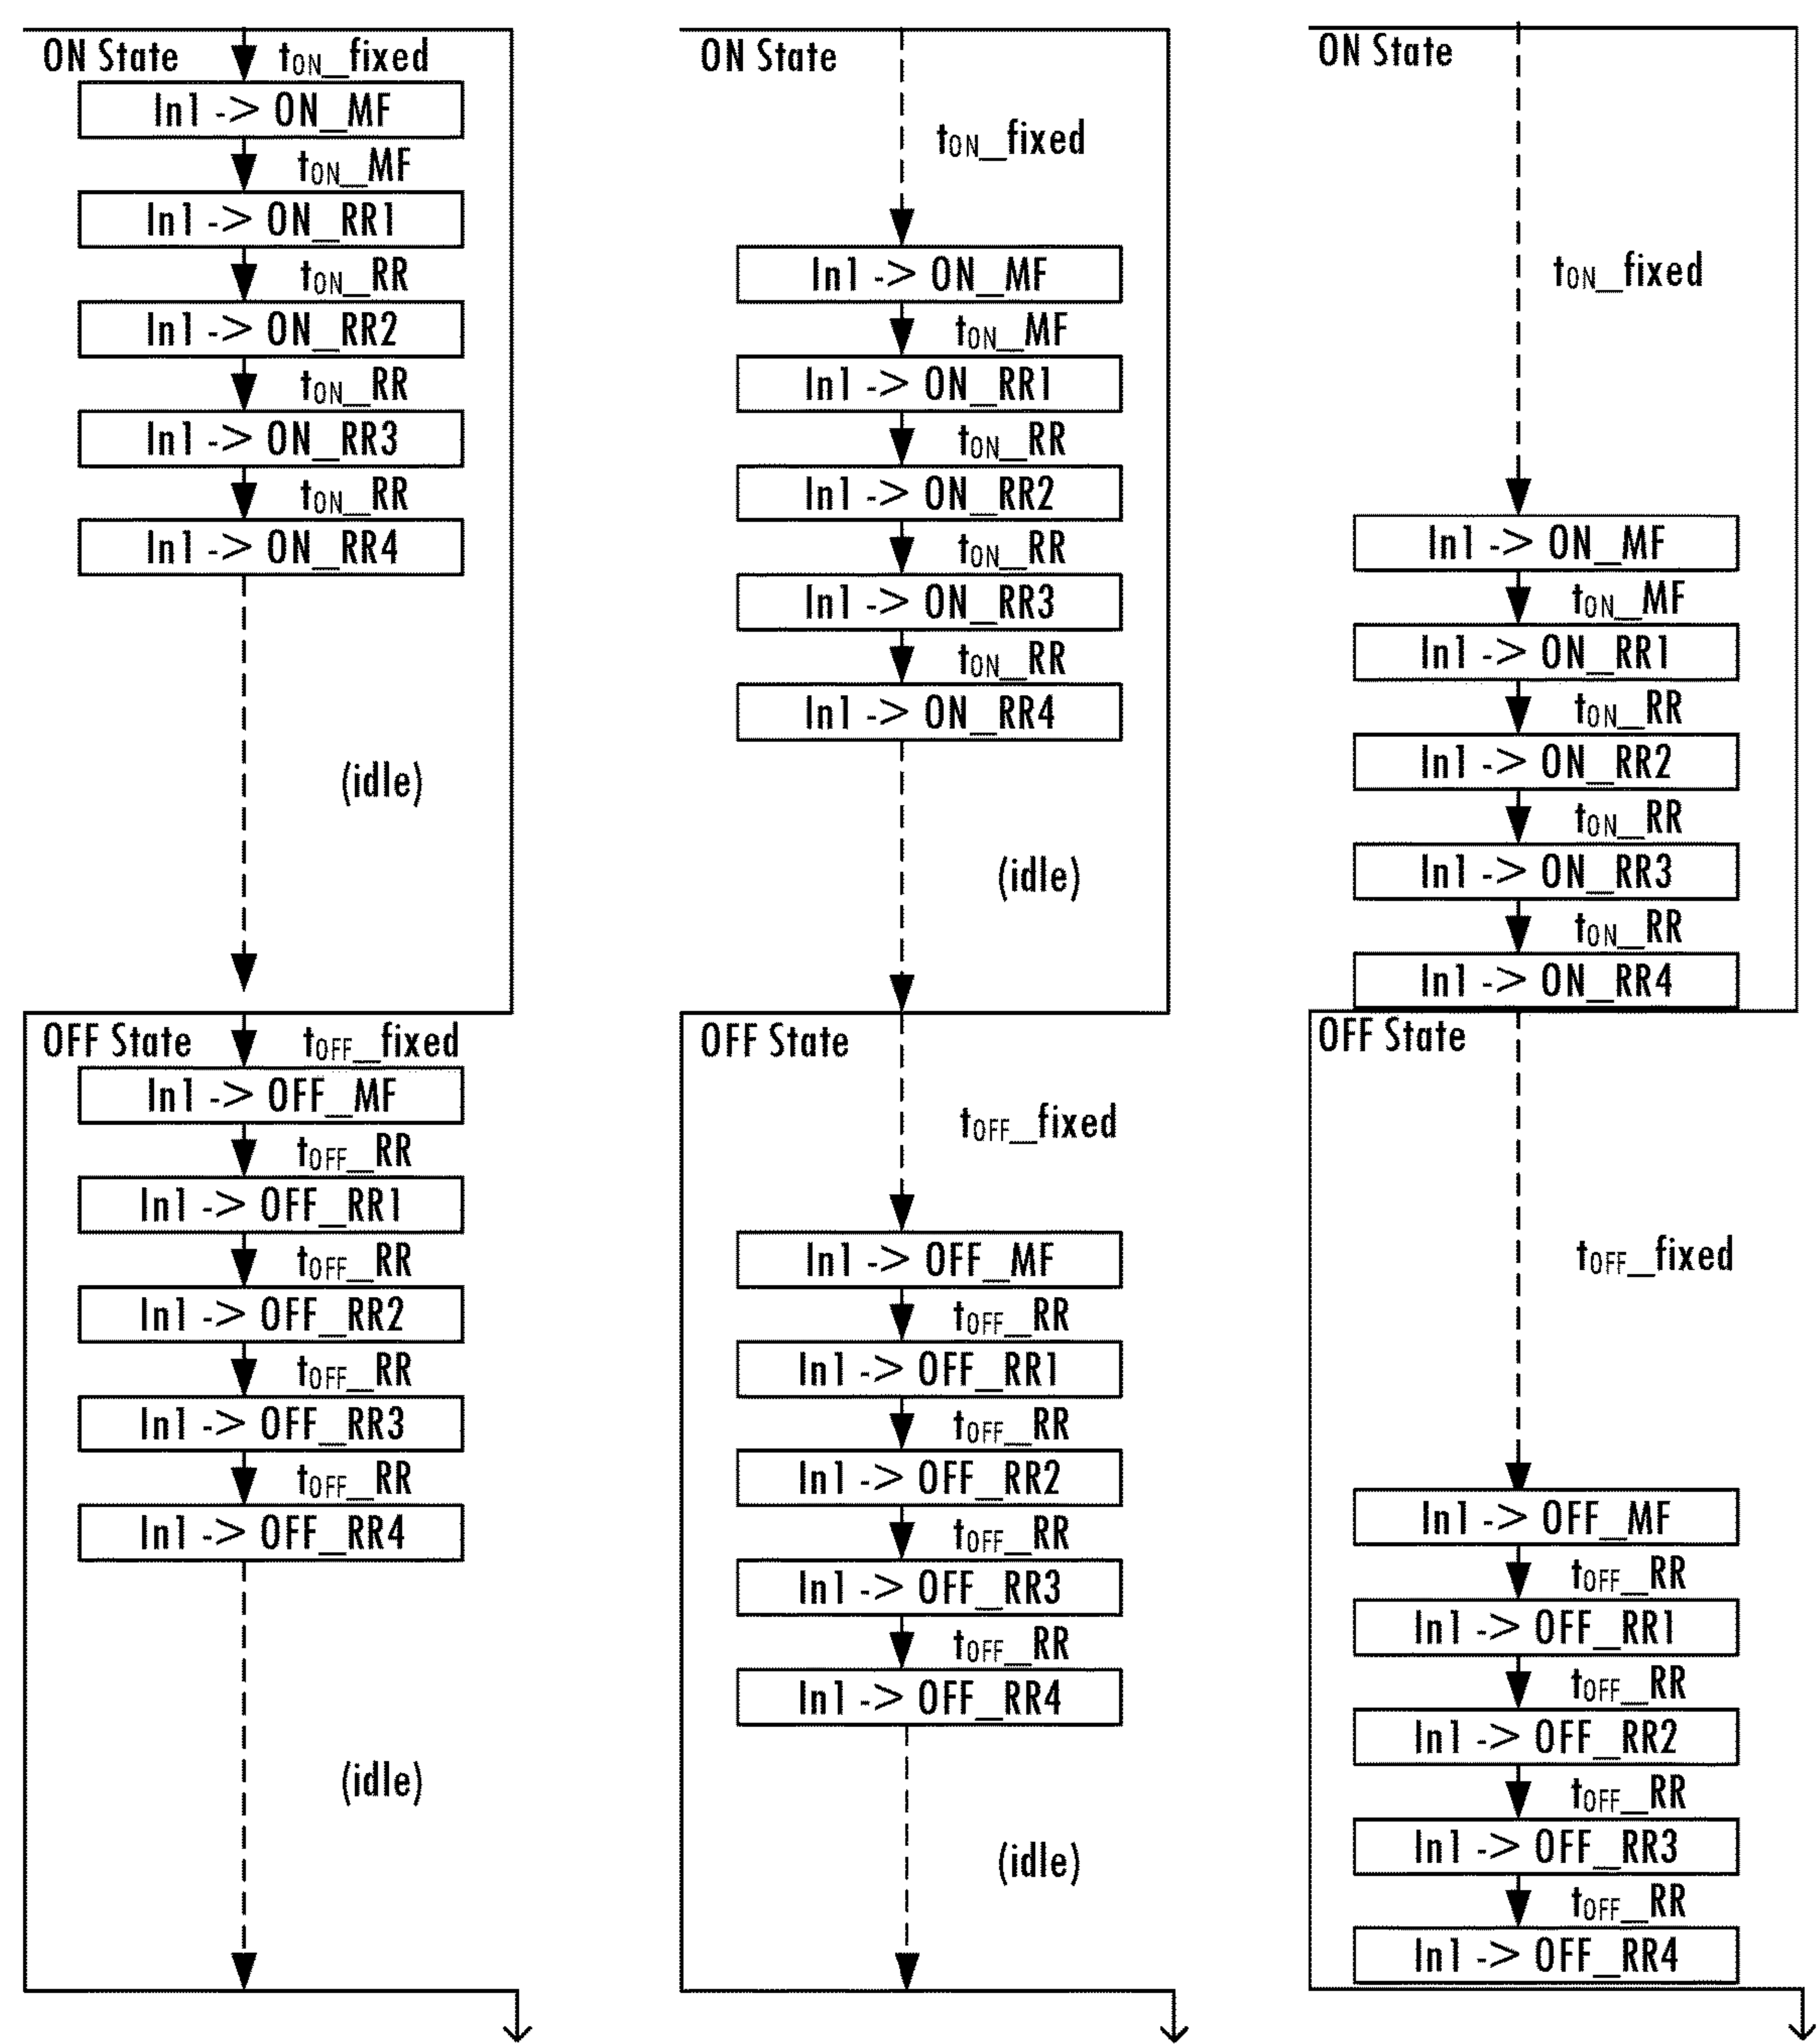 ON State
tON_fixed
In1 -> ON_MF
tON_MF
In1 -> ON_RR1
tON_RR
In1 -> ON_RR2
tON_RR
In1 -> ON_RR3
tON_RR
In1 -> ON_RR4
(idle)
OFF State
tOFF_fixed
In1 -> OFF_MF
tOFF_RR
In1 -> OFF_RR1
tOFF_RR
In1 -> OFF_RR2
tOFF_RR
In1 -> OFF_RR3
tOFF_RR
In1 -> OFF_RR4
(idle)
ON State
tON_fixed
In1 -> ON_MF
tON_MF
In1 -> ON_RR1
tON_RR
In1 -> ON_RR2
tON_RR
In1 -> ON_RR3
tON_RR
In1 -> ON_RR4
(idle)
OFF State
tOFF_fixed
In1 -> OFF_MF
tOFF_RR
In1 -> OFF_RR1
tOFF_RR
In1 -> OFF_RR2
tOFF_RR
In1 -> OFF_RR3
tOFF_RR
In1 -> OFF_RR4
(idle)
ON State
tON_fixed
In1 -> ON_MF
tON_MF
In1 -> ON_RR1
tON_RR
In1 -> ON_RR2
tON_RR
In1 -> ON_RR3
tON_RR
In1 -> ON_RR4
OFF State
tOFF_fixed
In1 -> OFF_MF
tOFF_RR
In1 -> OFF_RR1
tOFF_RR
In1 -> OFF_RR2
tOFF_RR
In1 -> OFF_RR3
tOFF_RR
In1 -> OFF_RR4